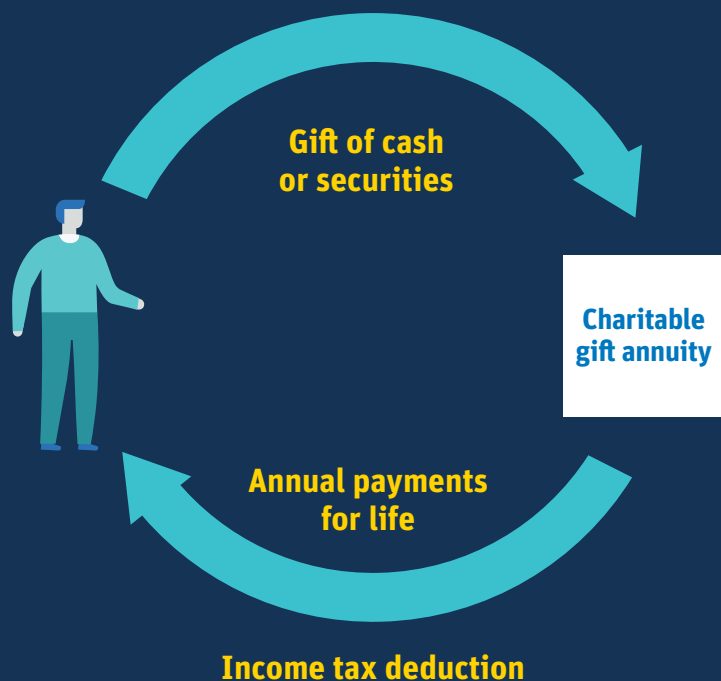 Gift of cash
or securities
Charitable
gift annuity
Annual payments
for life
Income tax deduction